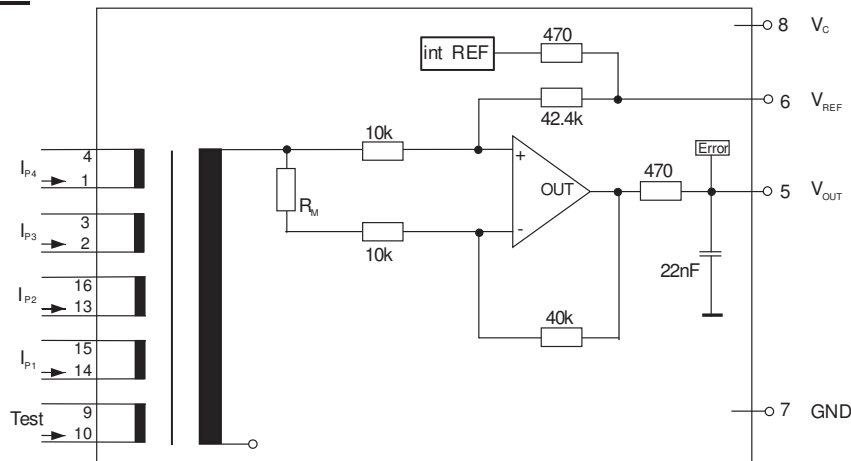 8 V_C
int REF
470
6 V_REF
42.4k
10k
Error
4
I_P4
1
+
470
OUT
5 V_OUT
R_M
3
I_P3
2
10k
-
22nF
16
I_P2
13
40k
15
I_P1
14
Test
9
10
7 GND